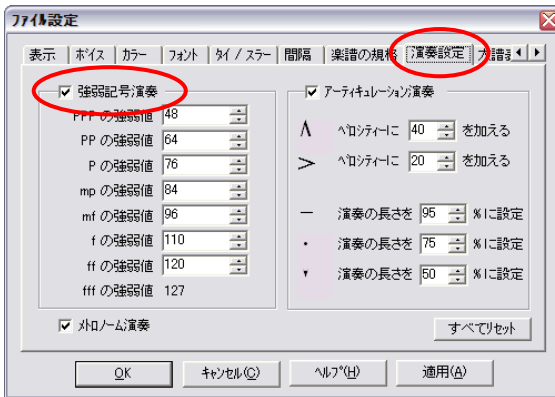 ファイル設定
表示 ボイス カラー フォント タイ / スラー 間隔 楽譜の規格 演奏設定 大譜表
強弱記号演奏
PPP の強弱値 48
PP の強弱値 64
P の強弱値 76
mp の強弱値 84
mf の強弱値 96
f の強弱値 110
ff の強弱値 120
fff の強弱値 127
メトロノーム演奏
アーティキュレーション演奏
Λ ベロシティーに 40 を加える
> ベロシティーに 20 を加える
― 演奏の長さを 95 %に設定
・ 演奏の長さを 75 %に設定
▼ 演奏の長さを 50 %に設定
すべてリセット
OK キャンセル(C) ヘルプ(H) 適用(A)